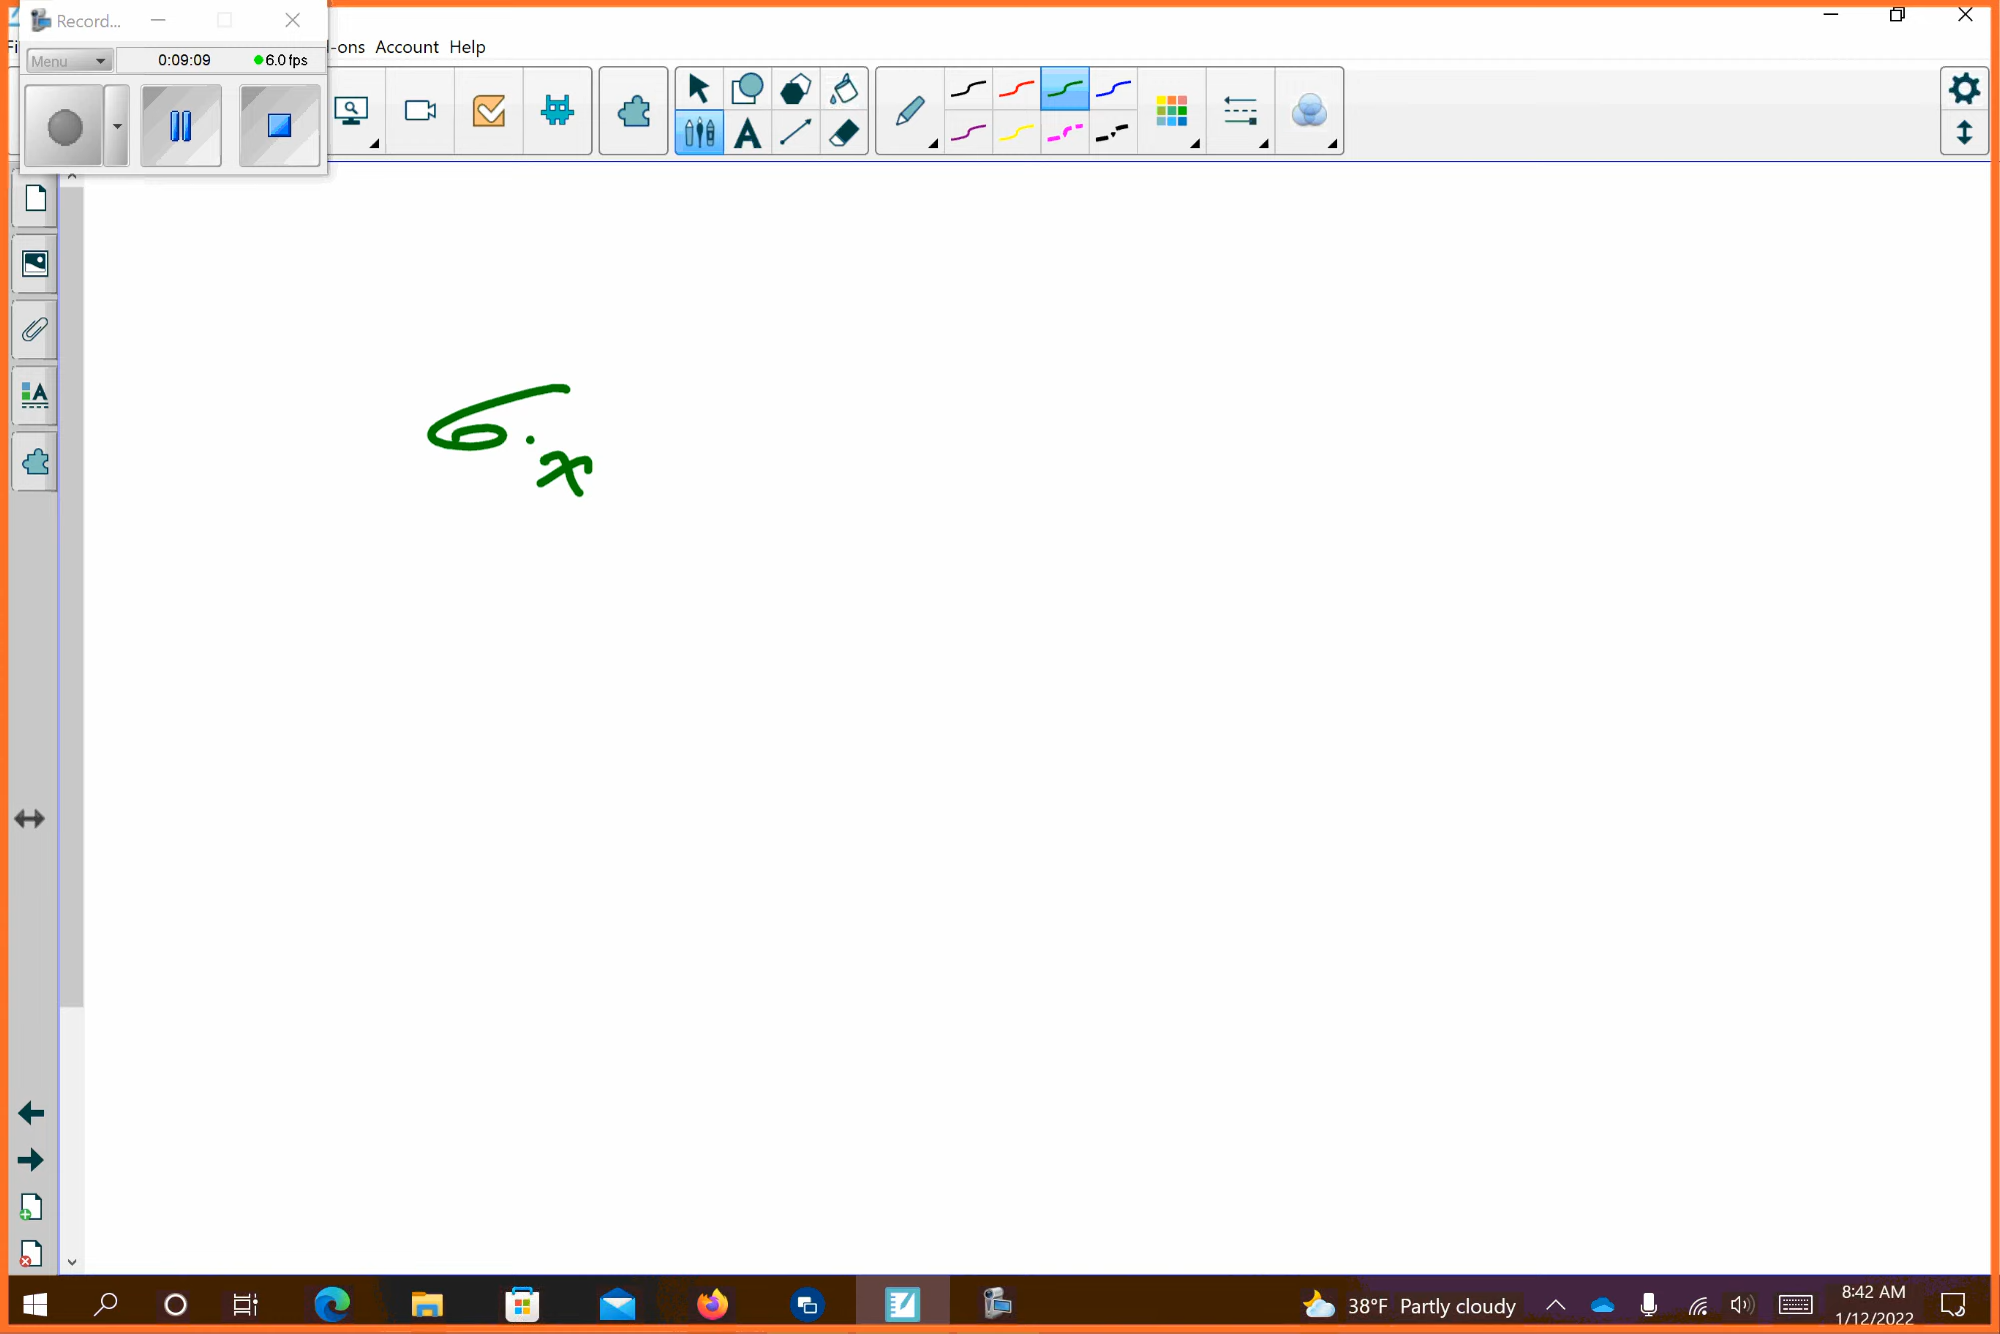 Record...
-ons Account Help
Menu 0:09:09 6.0 fps
6.x
38°F Partly cloudy
8:42 AM
1/12/2022